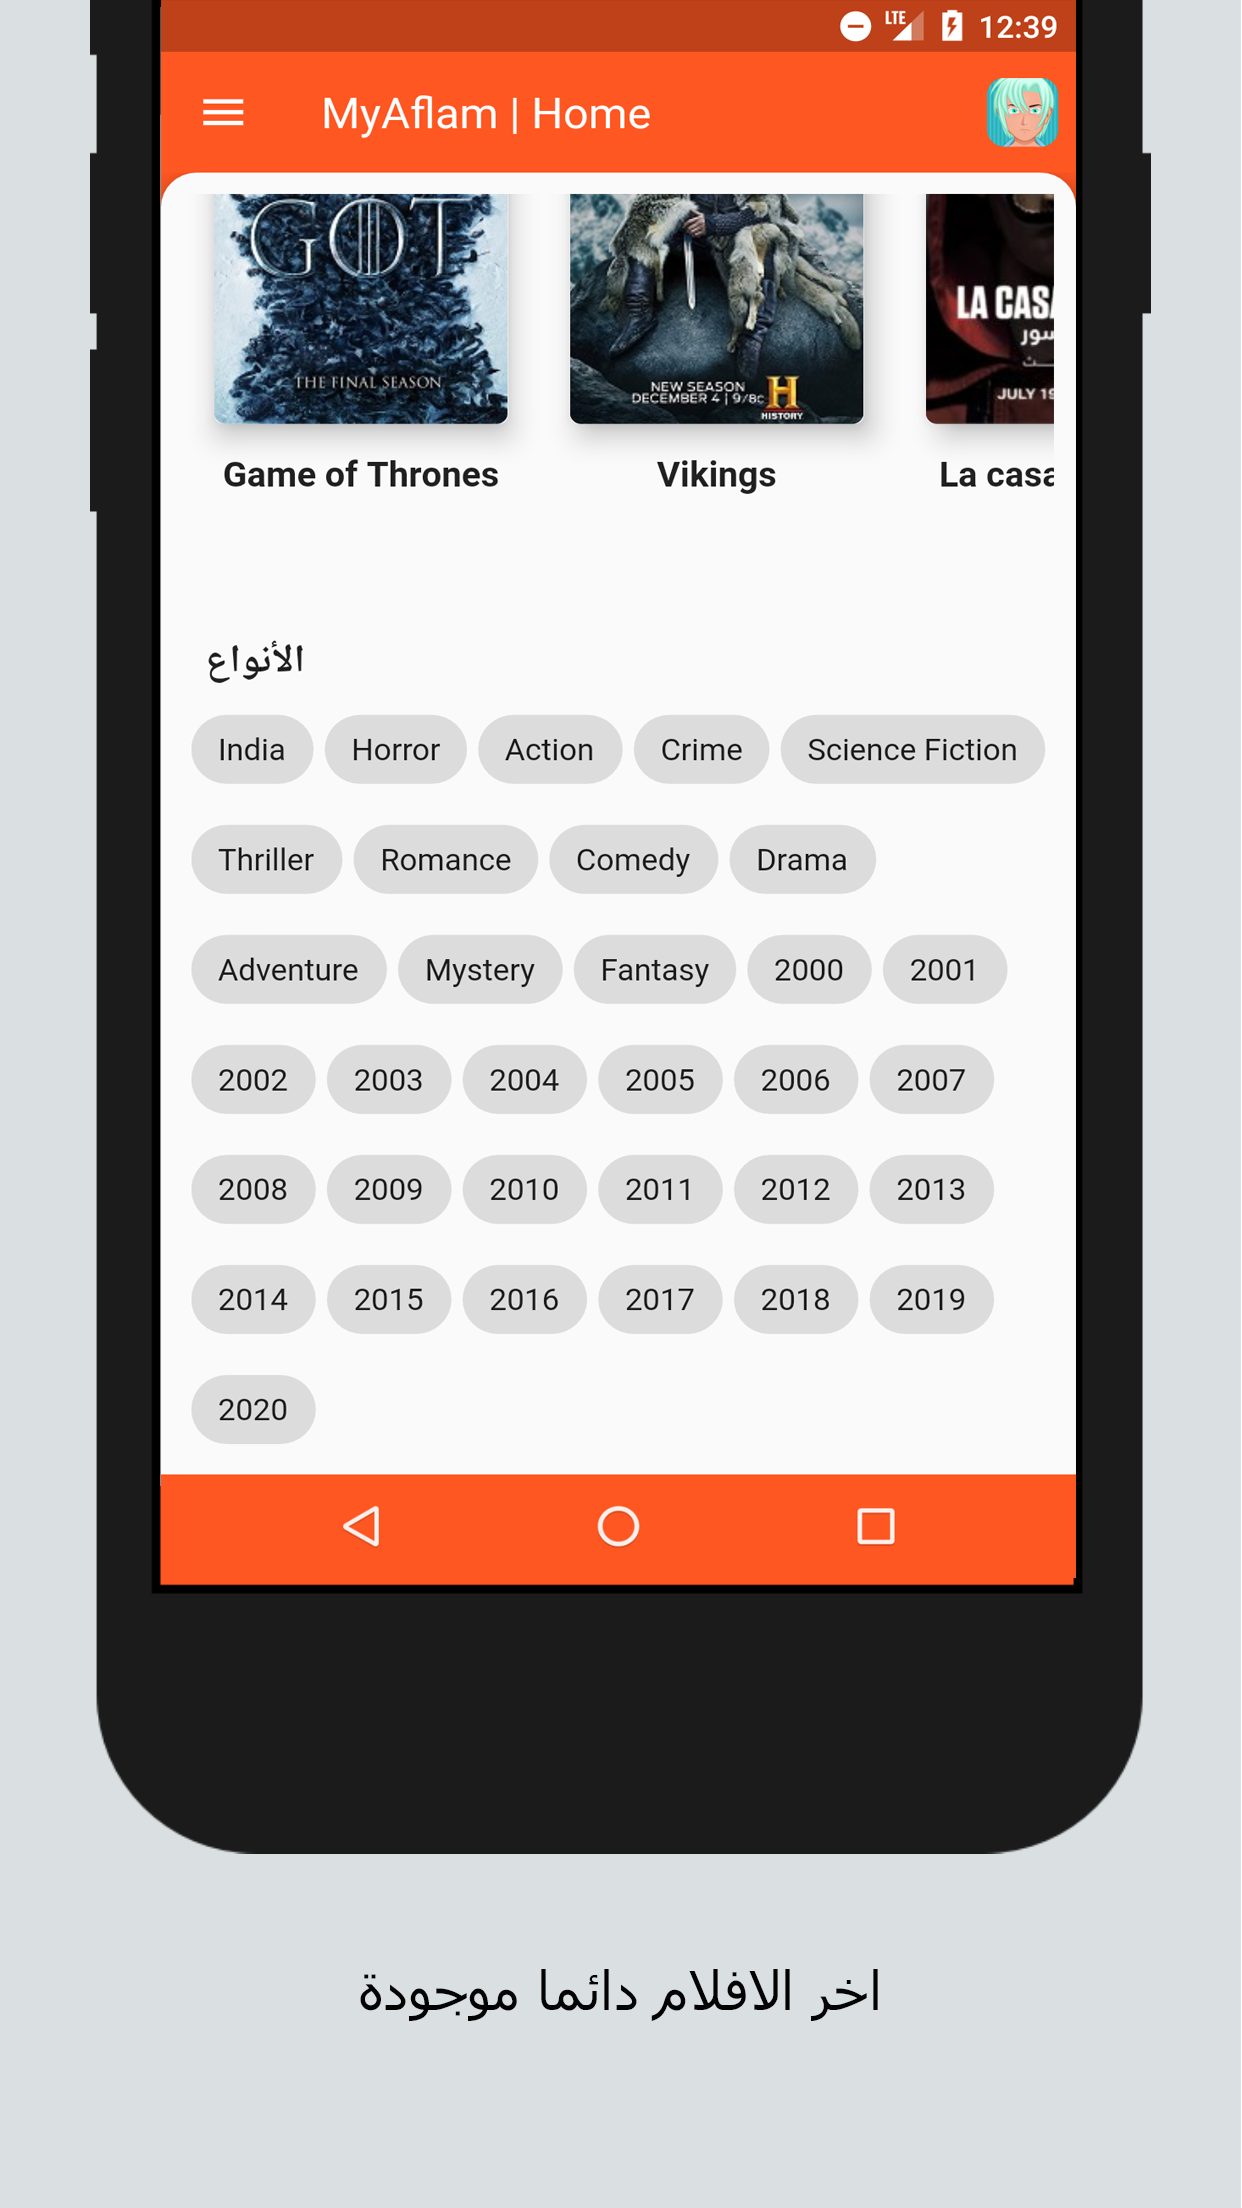 LTE 12:39
MyAflam | Home
GOT
THE FINAL SEASON
NEW SEASON
DECEMBER 4 | 9/8c
H
HISTORY
LA CASA
JULY 19
Game of Thrones
Vikings
La casa
الأنواع
India Horror Action Crime Science Fiction
Thriller Romance Comedy Drama
Adventure Mystery Fantasy 2000 2001
2002 2003 2004 2005 2006 2007
2008 2009 2010 2011 2012 2013
2014 2015 2016 2017 2018 2019
2020
اخر الافلام دائما موجودة